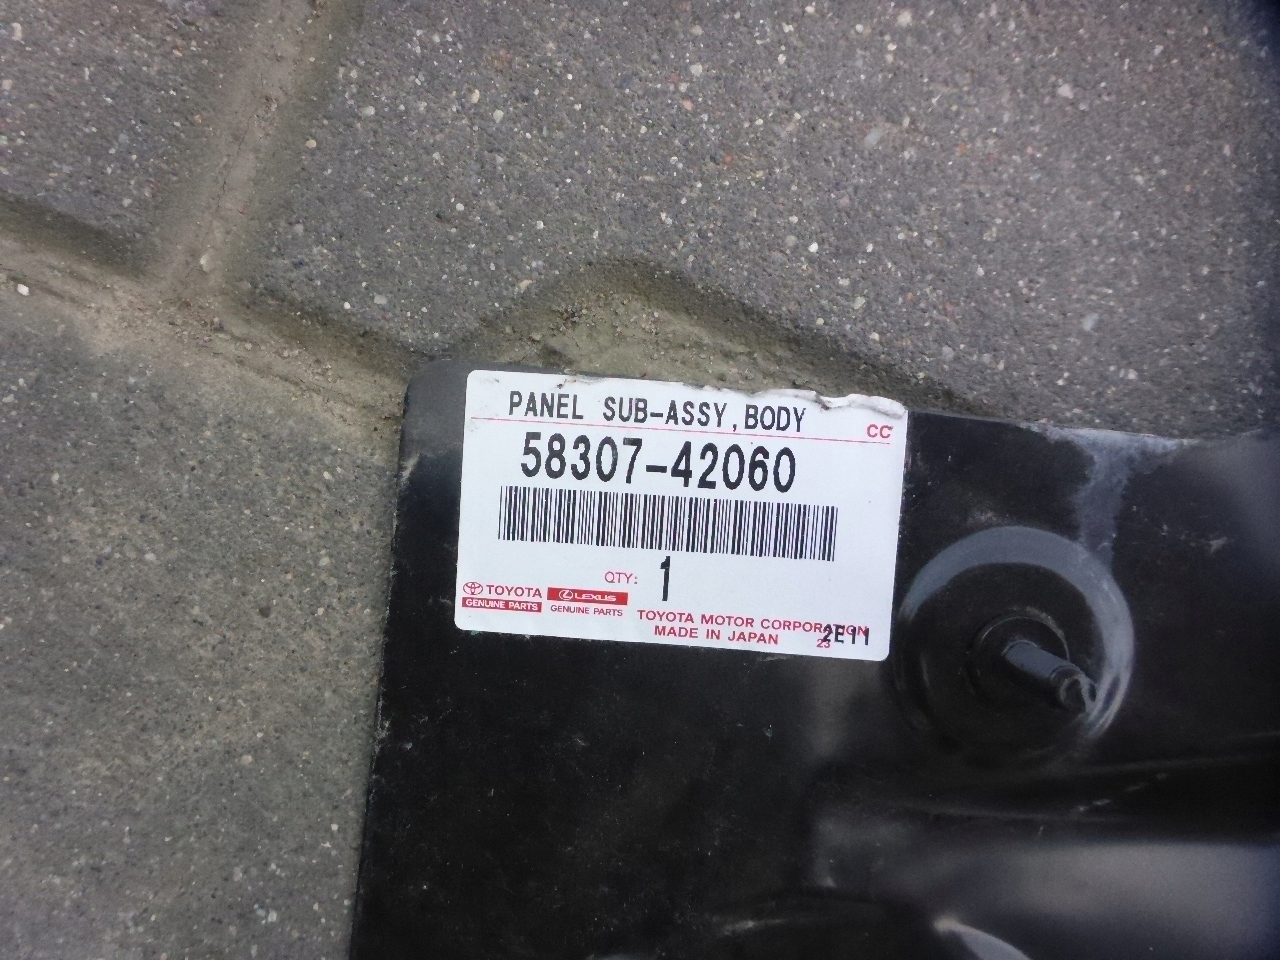 PANEL SUB-ASSY,BODY
CC
58307-42060
QTY: 1
TOYOTA
GENUINE PARTS
LEXUS
GENUINE PARTS
TOYOTA MOTOR CORPORATION
MADE IN JAPAN
23
2E11